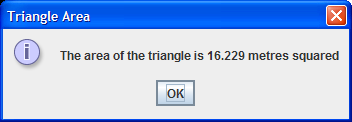 Triangle Area
The area of the triangle is 16.229 metres squared
OK